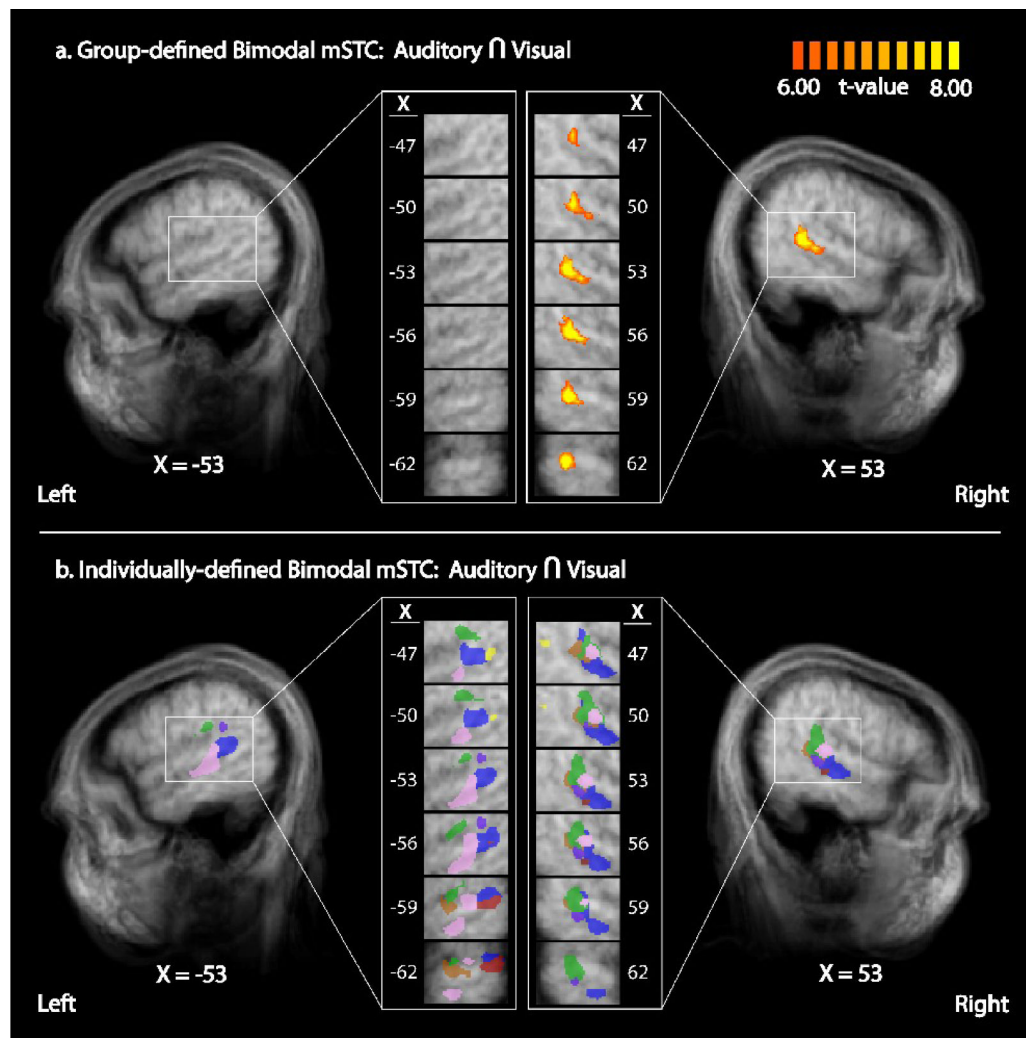 a. Group-defined Bimodal mSTC: Auditory ∩ Visual
6.00 t-value 8.00
X X
-47 47
-50 50
-53 53
-56 56
-59 59
-62 62
X = -53 X = 53
Left Right
b. Individually-defined Bimodal mSTC: Auditory ∩ Visual
X X
-47 47
-50 50
-53 53
-56 56
-59 59
-62 62
X = -53 X = 53
Left Right